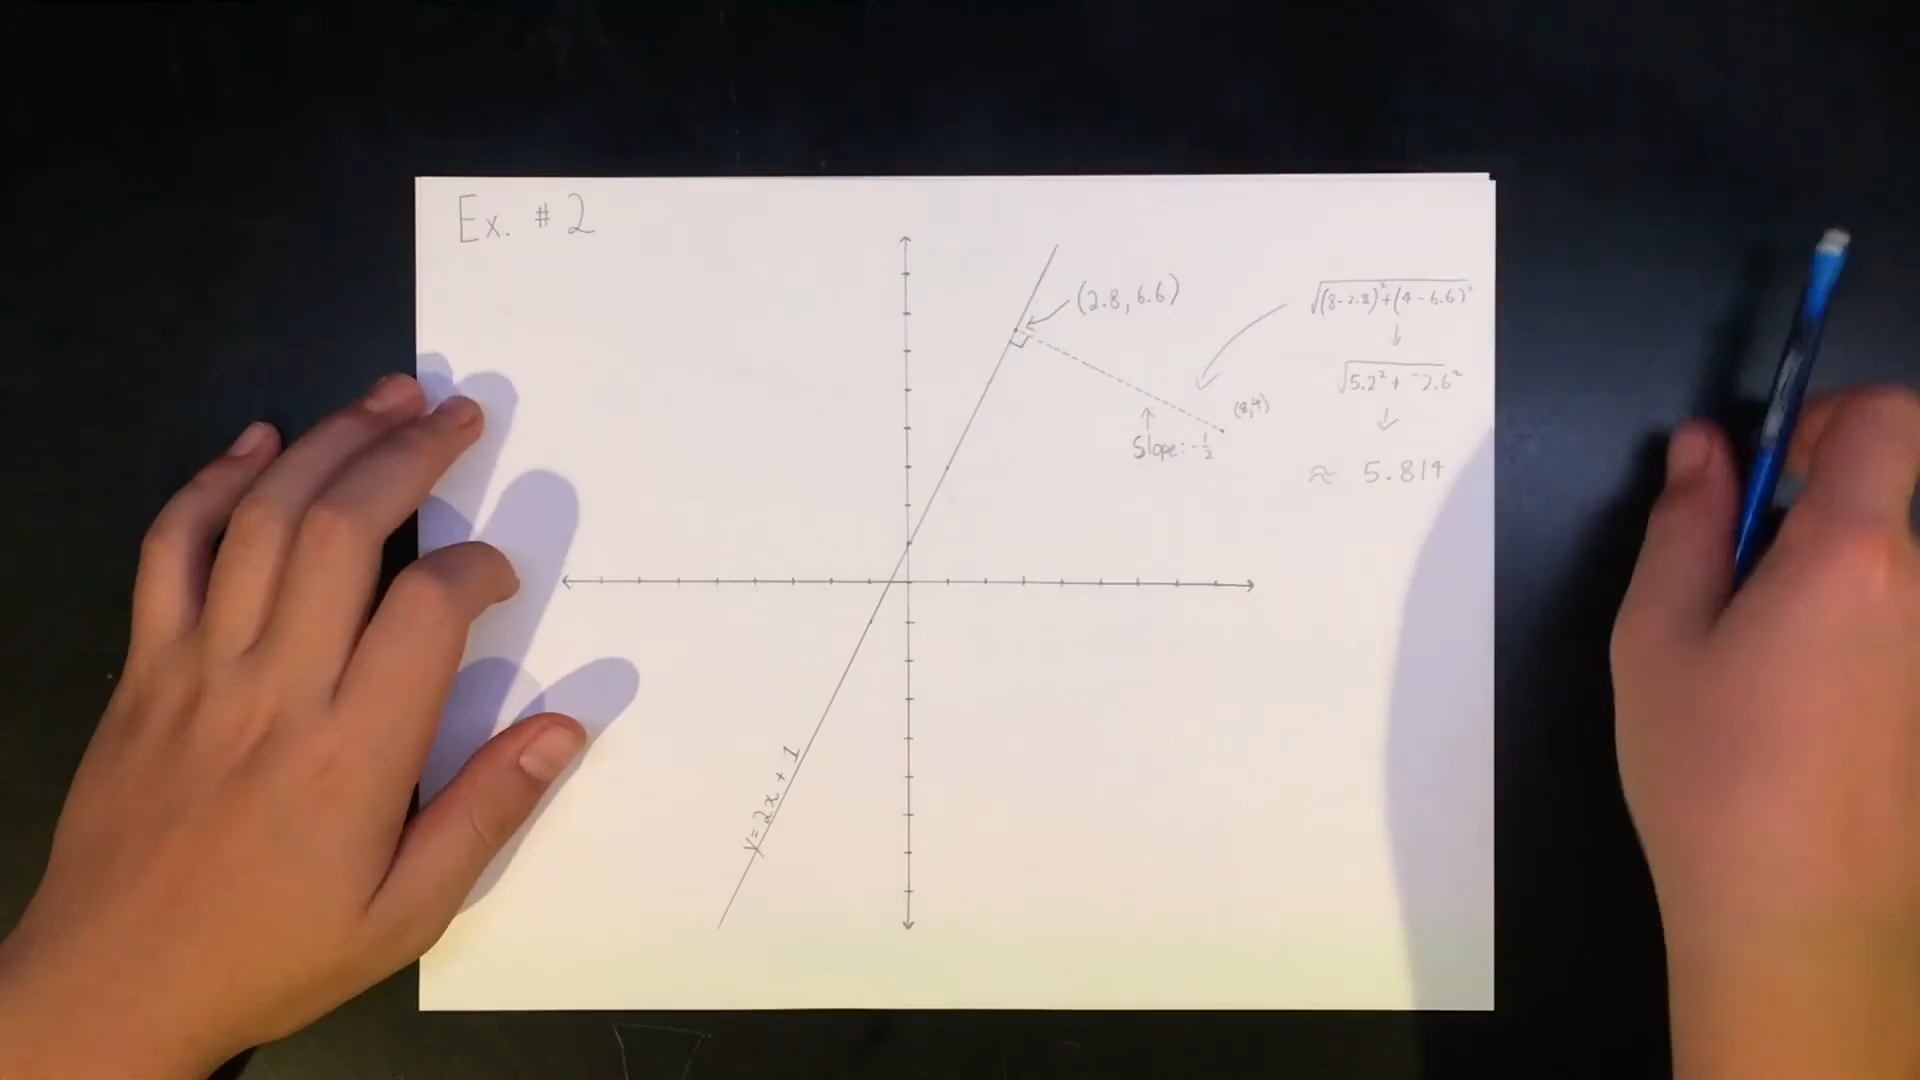 Ex. #2
(2.8, 6.6)
√(8-2.8)²+(4-6.6)²
↓
√5.2² + ⁻2.6²
↓
≈ 5.814
(8,4)
Slope: -1/2
y=2x+1